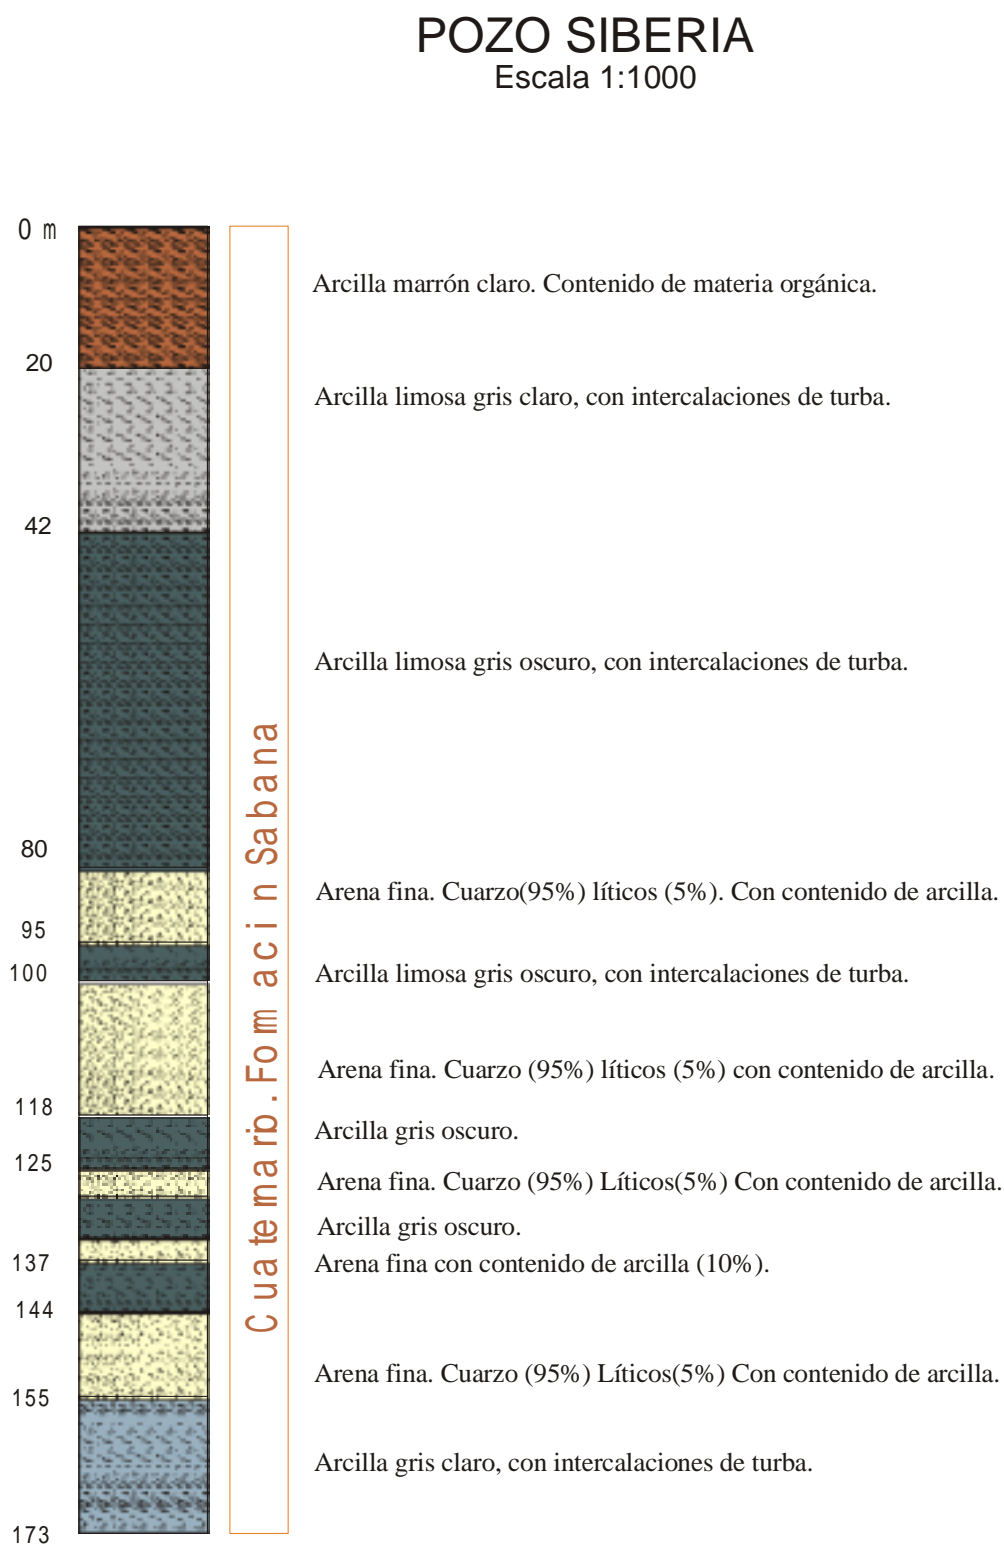 POZO SIBERIA
Escala 1:1000
0 m
Arcilla marrón claro. Contenido de materia orgánica.
20
Arcilla limosa gris claro, con intercalaciones de turba.
42
Arcilla limosa gris oscuro, con intercalaciones de turba.
80
Arena fina. Cuarzo(95%) líticos (5%). Con contenido de arcilla.
95
100
Arcilla limosa gris oscuro, con intercalaciones de turba.
Arena fina. Cuarzo (95%) líticos (5%) con contenido de arcilla.
118
Arcilla gris oscuro.
125
Arena fina. Cuarzo (95%) Líticos(5%) Con contenido de arcilla.
Arcilla gris oscuro.
137
Arena fina con contenido de arcilla (10%).
144
Arena fina. Cuarzo (95%) Líticos(5%) Con contenido de arcilla.
155
Arcilla gris claro, con intercalaciones de turba.
173
Cuaternario. Formacin Sabana